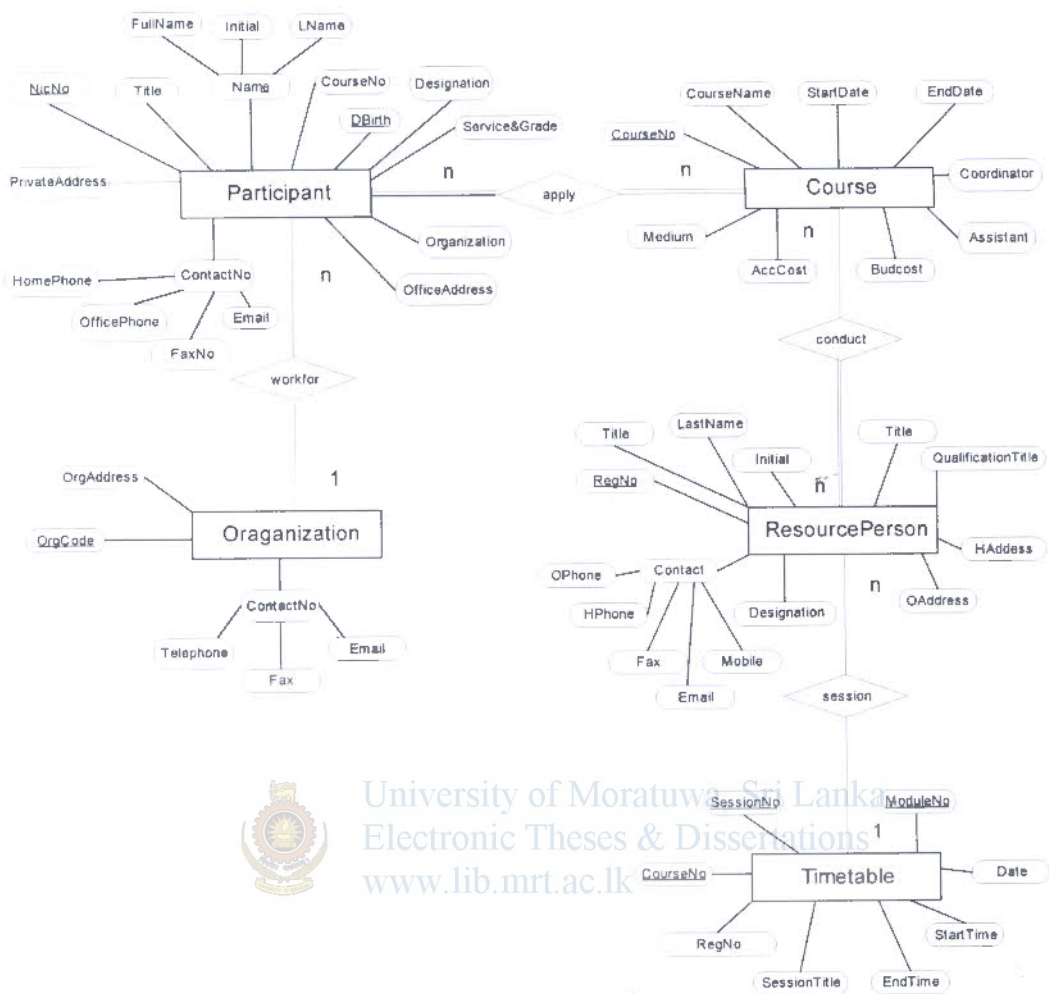 FullName
Initial
LName
NicNo
Title
Name
CourseNo
Designation
DBirth
Service&Grade
PrivateAddress
Participant
n
apply
n
Organization
OfficeAddress
n
ContactNo
HomePhone
OfficePhone
Email
FaxNo
workfor
CourseName
StartDate
EndDate
CourseNo
Course
Coordinator
Medium
n
Assistant
AccCost
Budcost
conduct
OrgAddress
1
OrgCode
Oraganization
ContactNo
Telephone
Email
Fax
Title
LastName
Initial
Title
QualificationTitle
RegNo
n
ResourcePerson
HAddess
OPhone
Contact
n
OAddress
HPhone
Designation
Fax
Mobile
Email
session
University of Moratuwa, Sri Lanka
Electronic Theses & Dissertations
www.lib.mrt.ac.lk
SessionNo
ModuleNo
1
CourseNo
Timetable
Date
RegNo
StartTime
SessionTitle
EndTime